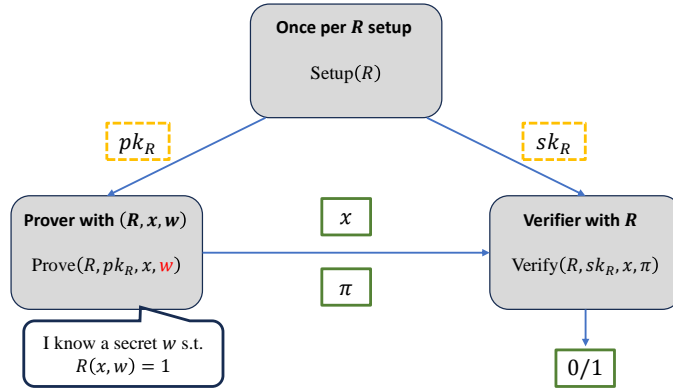 Once per R setup
Setup(R)
pk_R
sk_R
Prover with (R, x, w)
Prove(R, pk_R, x, w)
x
π
Verifier with R
Verify(R, sk_R, x, π)
I know a secret w s.t.
R(x, w) = 1
0/1